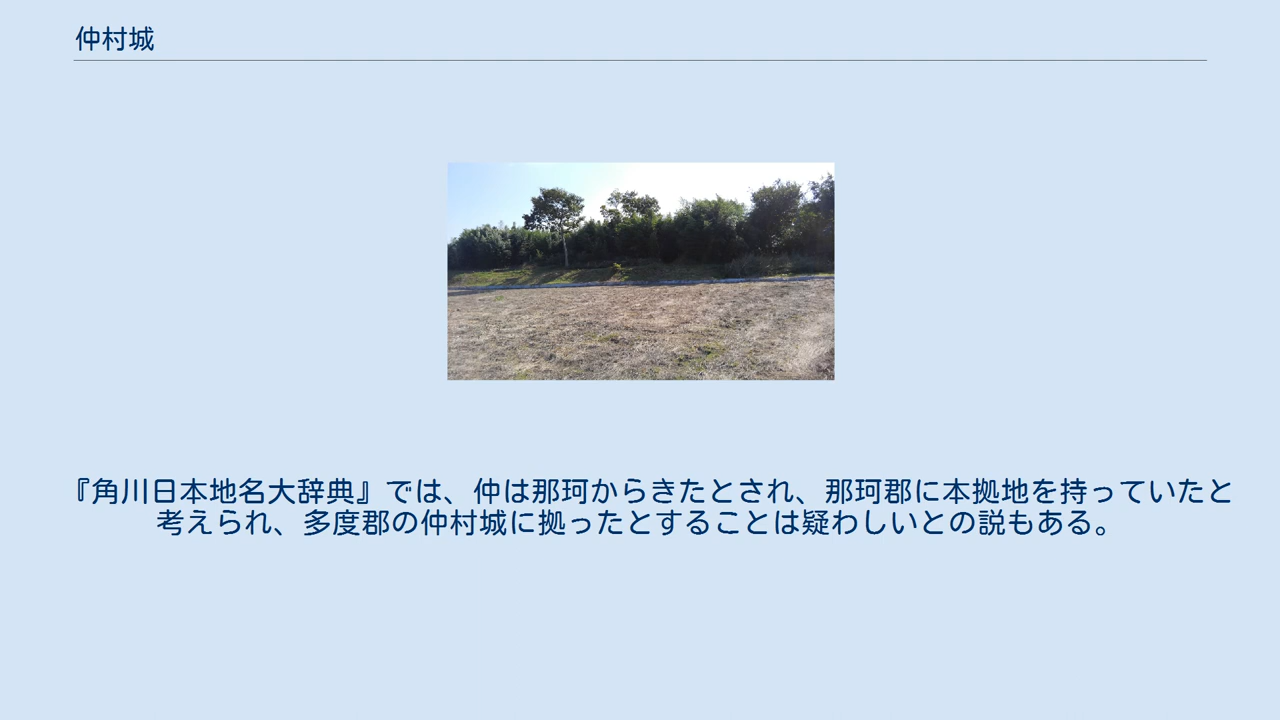 仲村城
『角川日本地名大辞典』では、仲は那珂からきたとされ、那珂郡に本拠地を持っていたと
考えられ、多度郡の仲村城に拠ったとすることは疑わしいとの説もある。